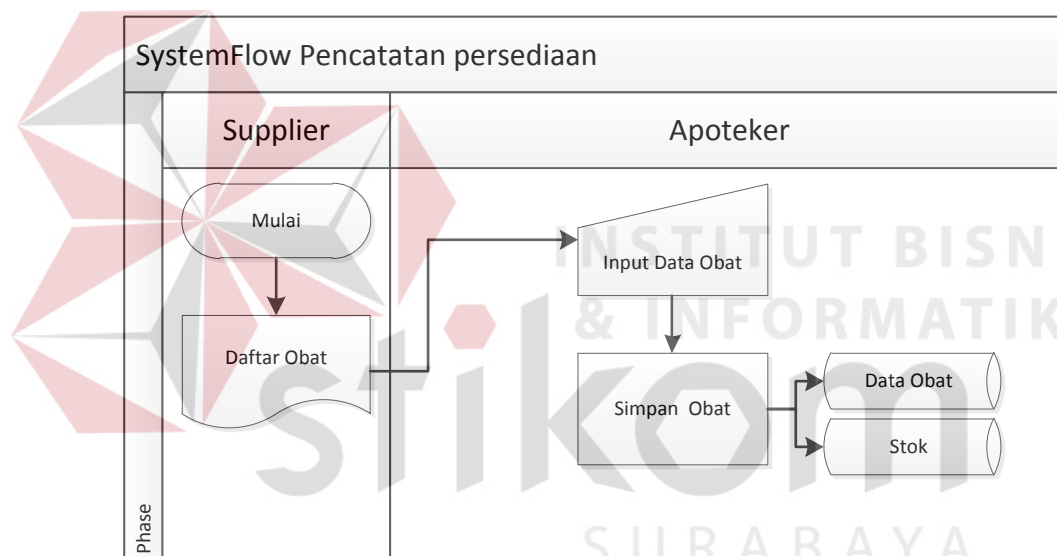 SystemFlow Pencatatan persediaan
Supplier
Apoteker
Mulai
Input Data Obat
Daftar Obat
Simpan Obat
Data Obat
Stok
Phase
INSTITUT BISN
& INFORMATIK
stikom
SURABAYA